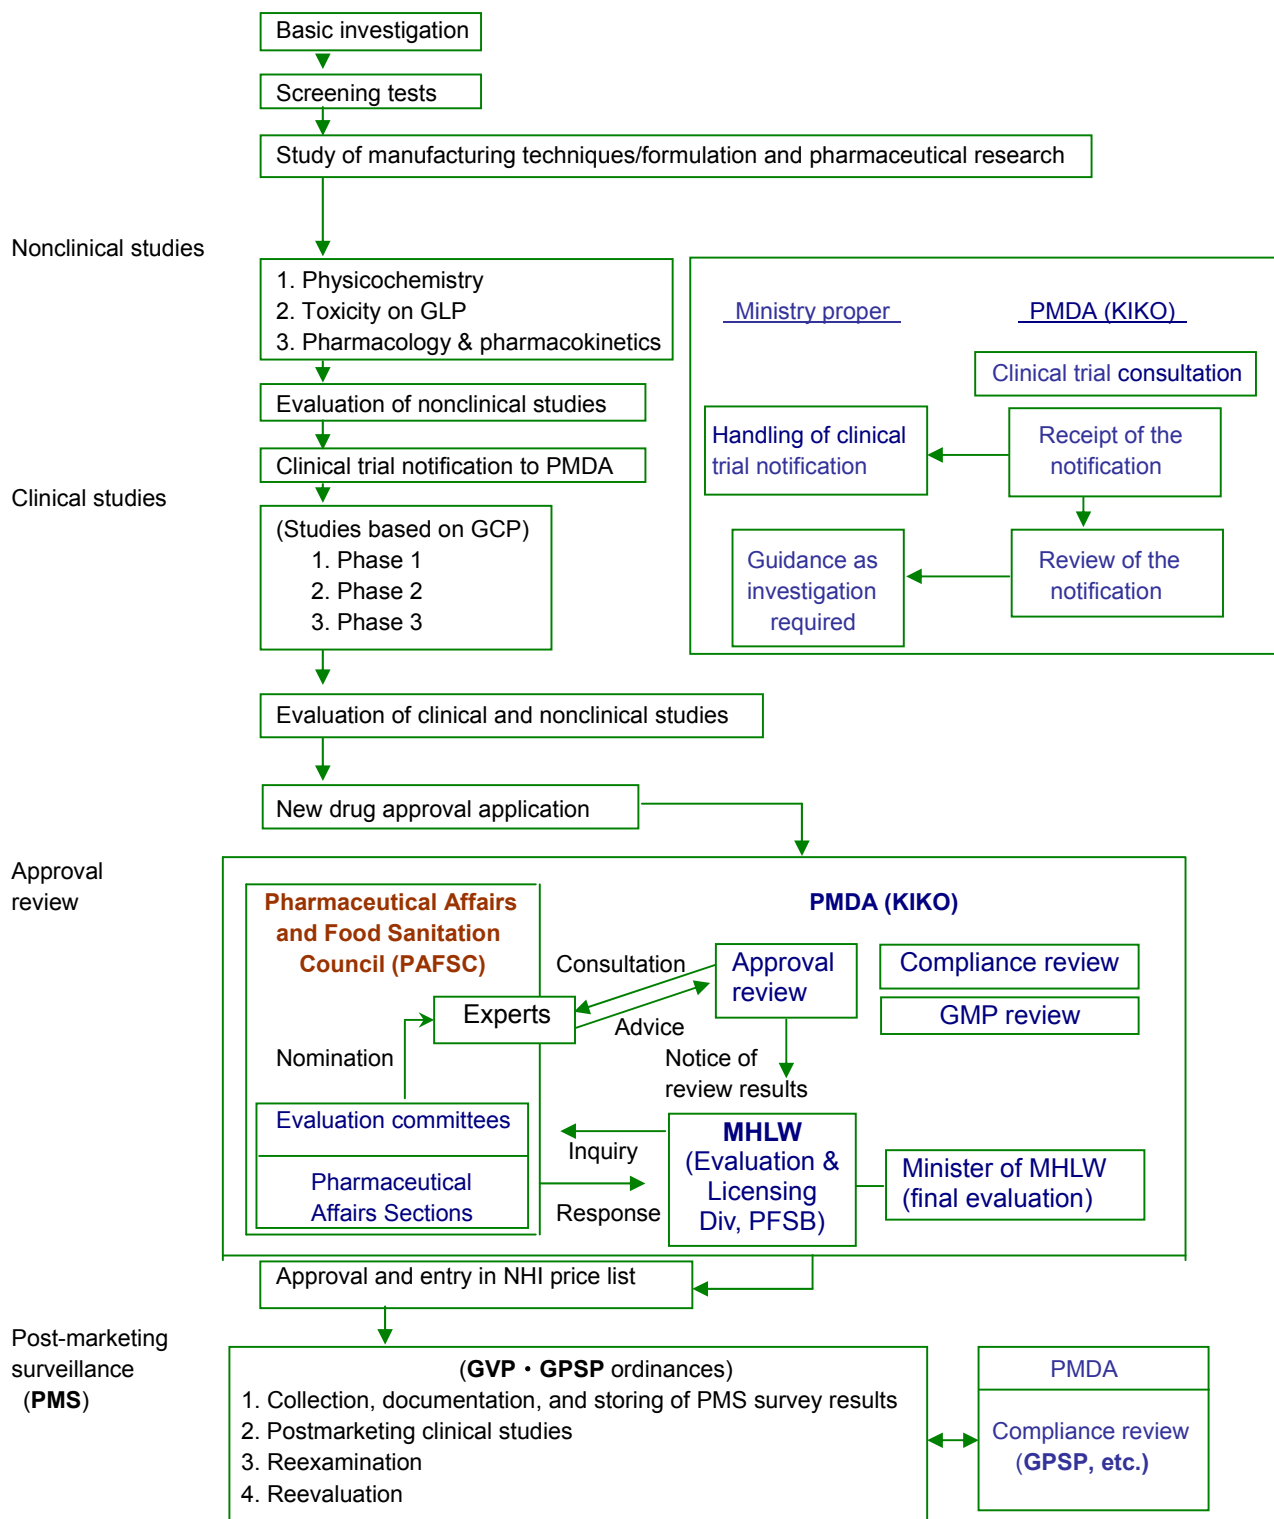 Basic investigation
Screening tests
Study of manufacturing techniques/formulation and pharmaceutical research
Nonclinical studies
1. Physicochemistry
2. Toxicity on GLP
3. Pharmacology & pharmacokinetics
Evaluation of nonclinical studies
Clinical trial notification to PMDA
Ministry proper
PMDA (KIKO)
Clinical trial consultation
Handling of clinical
trial notification
Receipt of the
notification
Guidance as
investigation
required
Review of the
notification
Clinical studies
(Studies based on GCP)
1. Phase 1
2. Phase 2
3. Phase 3
Evaluation of clinical and nonclinical studies
New drug approval application
Approval
review
Pharmaceutical Affairs
and Food Sanitation
Council (PAFSC)
PMDA (KIKO)
Consultation
Approval
review
Compliance review
GMP review
Experts
Advice
Nomination
Notice of
review results
Evaluation committees
Pharmaceutical
Affairs Sections
Inquiry
Response
MHLW
(Evaluation &
Licensing
Div, PFSB)
Minister of MHLW
(final evaluation)
Approval and entry in NHI price list
Post-marketing
surveillance
(PMS)
(GVP・GPSP ordinances)
1. Collection, documentation, and storing of PMS survey results
2. Postmarketing clinical studies
3. Reexamination
4. Reevaluation
PMDA
Compliance review
(GPSP, etc.)